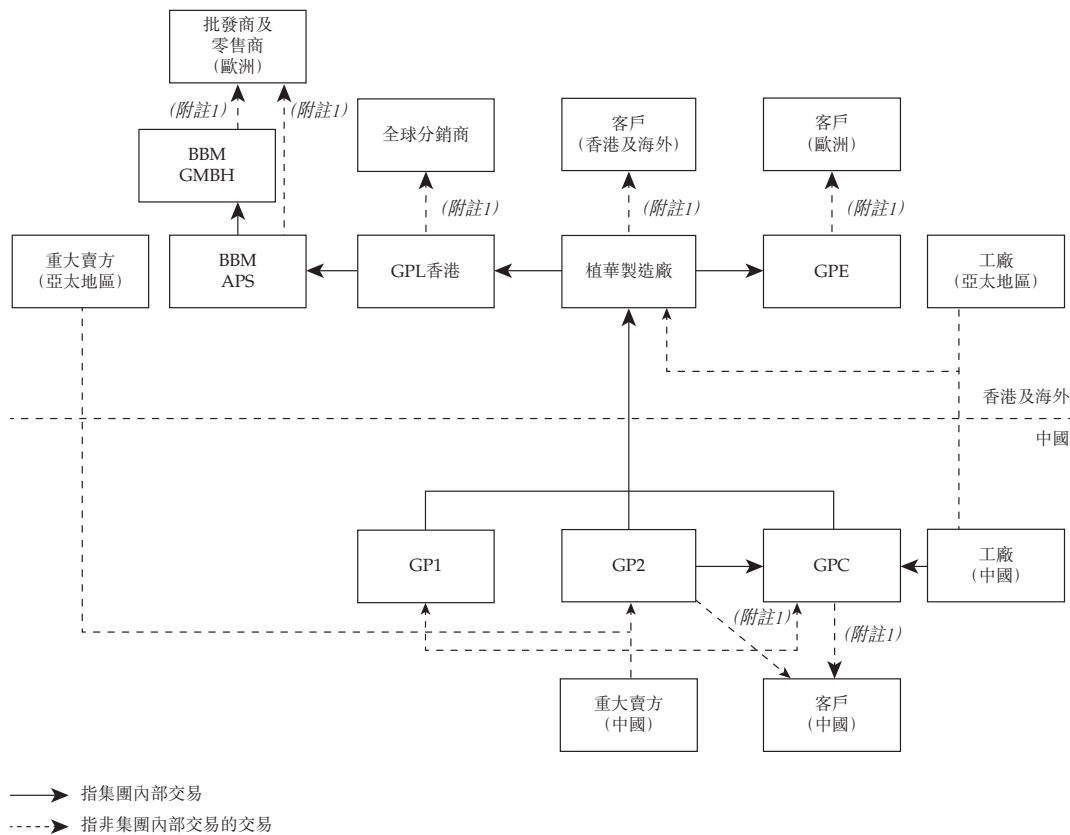 批發商及
零售商
(歐洲)
(附註1)
(附註1)
全球分銷商
客戶
(香港及海外)
客戶
(歐洲)
BBM
GMBH
(附註1)
(附註1)
(附註1)
重大賣方
(亞太地區)
BBM
APS
GPL香港
植華製造廠
GPE
工廠
(亞太地區)
香港及海外
中國
GP1
GP2
GPC
工廠
(中國)
(附註1)
(附註1)
重大賣方
(中國)
客戶
(中國)
指集團內部交易
指非集團內部交易的交易